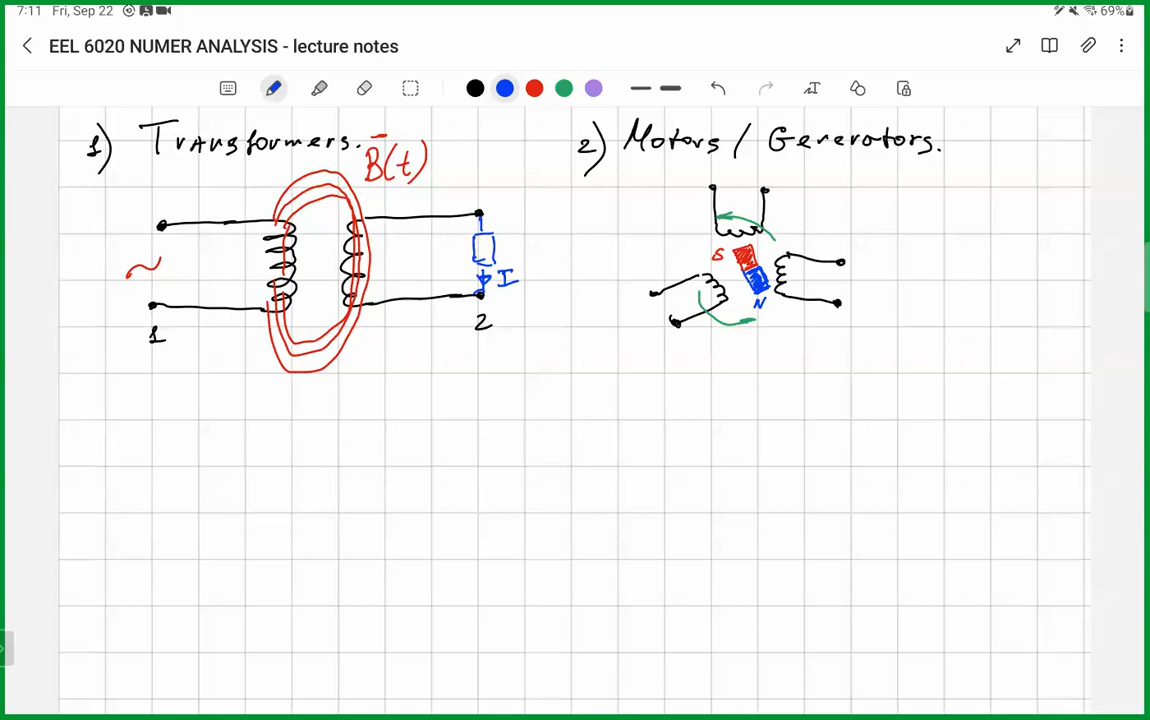 7:11 Fri, Sep 22
69%
EEL 6020 NUMER ANALYSIS - lecture notes
1) Transformers.
B̄(t)
~
I
1
2
2) Motors / Generators.
S
N